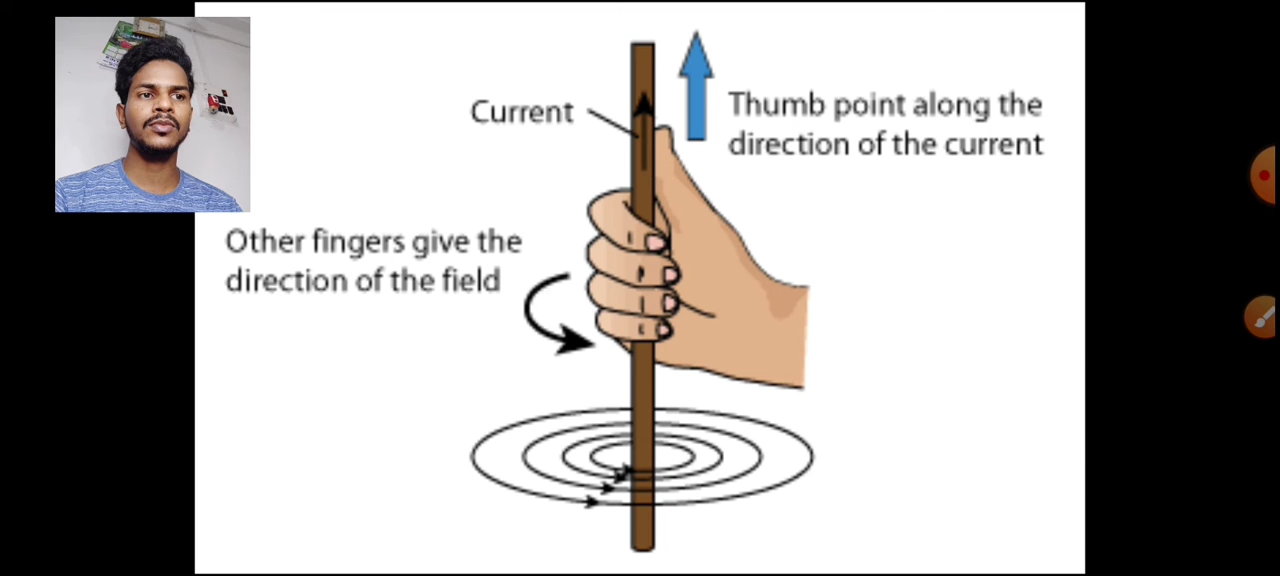 Current
Thumb point along the
direction of the current
Other fingers give the
direction of the field